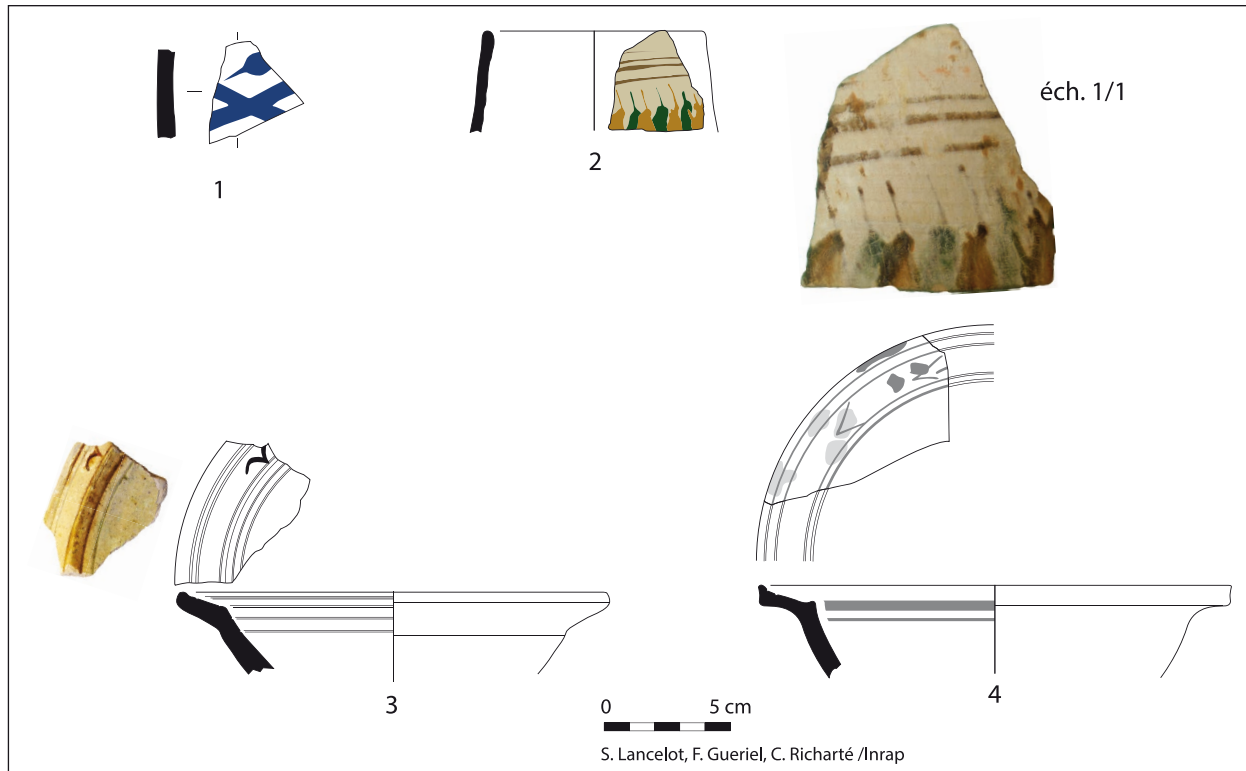 1
2
éch. 1/1
3
4
0 5 cm
S. Lancelot, F. Gueriel, C. Richarté /Inrap